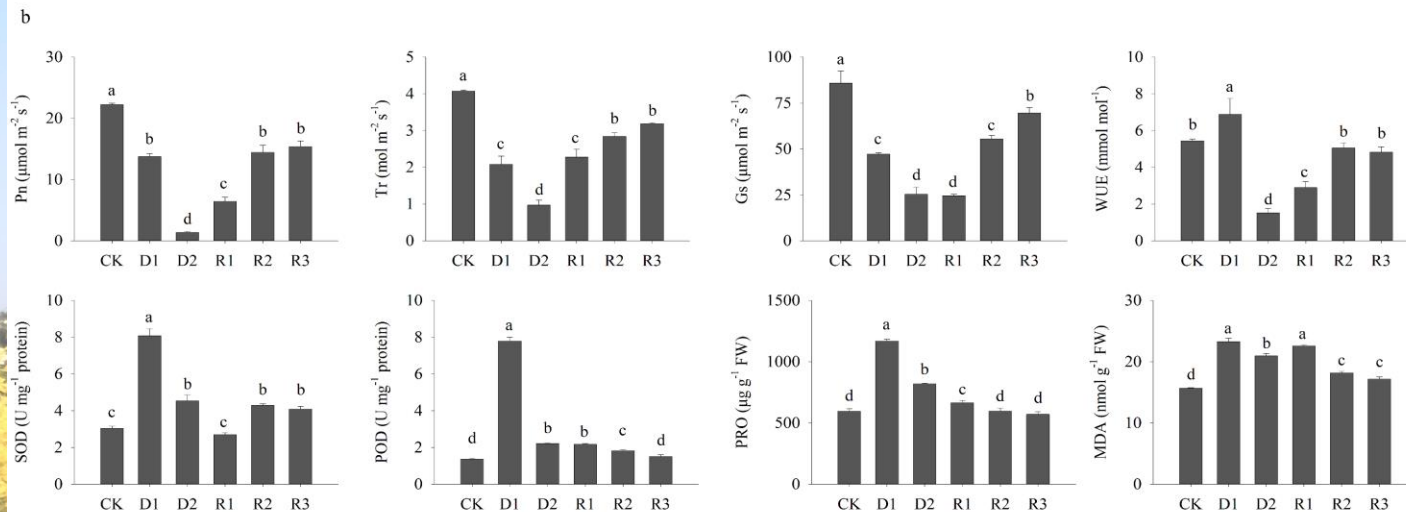 b
Pn (μmol m⁻² s⁻¹)
30
20
10
0
a
b
d
c
b
b
CK D1 D2 R1 R2 R3
Tr (mol m⁻² s⁻¹)
5
4
3
2
1
0
a
c
d
c
b
b
CK D1 D2 R1 R2 R3
Gs (μmol m⁻² s⁻¹)
100
75
50
25
0
a
c
d
d
c
b
CK D1 D2 R1 R2 R3
WUE (mmol mol⁻¹)
10
8
6
4
2
0
b
a
d
c
b
b
CK D1 D2 R1 R2 R3
SOD (U mg⁻¹ protein)
10
8
6
4
2
0
c
a
b
c
b
b
CK D1 D2 R1 R2 R3
POD (U mg⁻¹ protein)
10
8
6
4
2
0
d
a
b
b
c
d
CK D1 D2 R1 R2 R3
PRO (μg g⁻¹ FW)
1500
1000
500
0
d
a
b
c
d
d
CK D1 D2 R1 R2 R3
MDA (nmol g⁻¹ FW)
30
20
10
0
d
a
b
a
c
c
CK D1 D2 R1 R2 R3